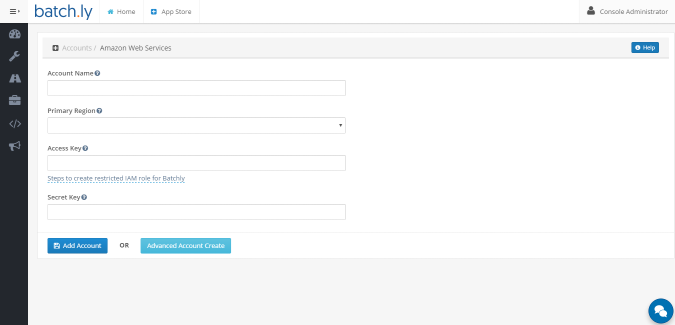 batch.ly Home App Store Console Administrator
Accounts / Amazon Web Services Help
Account Name
Primary Region
Access Key
Steps to create restricted IAM role for Batchly
Secret Key
Add Account OR Advanced Account Create